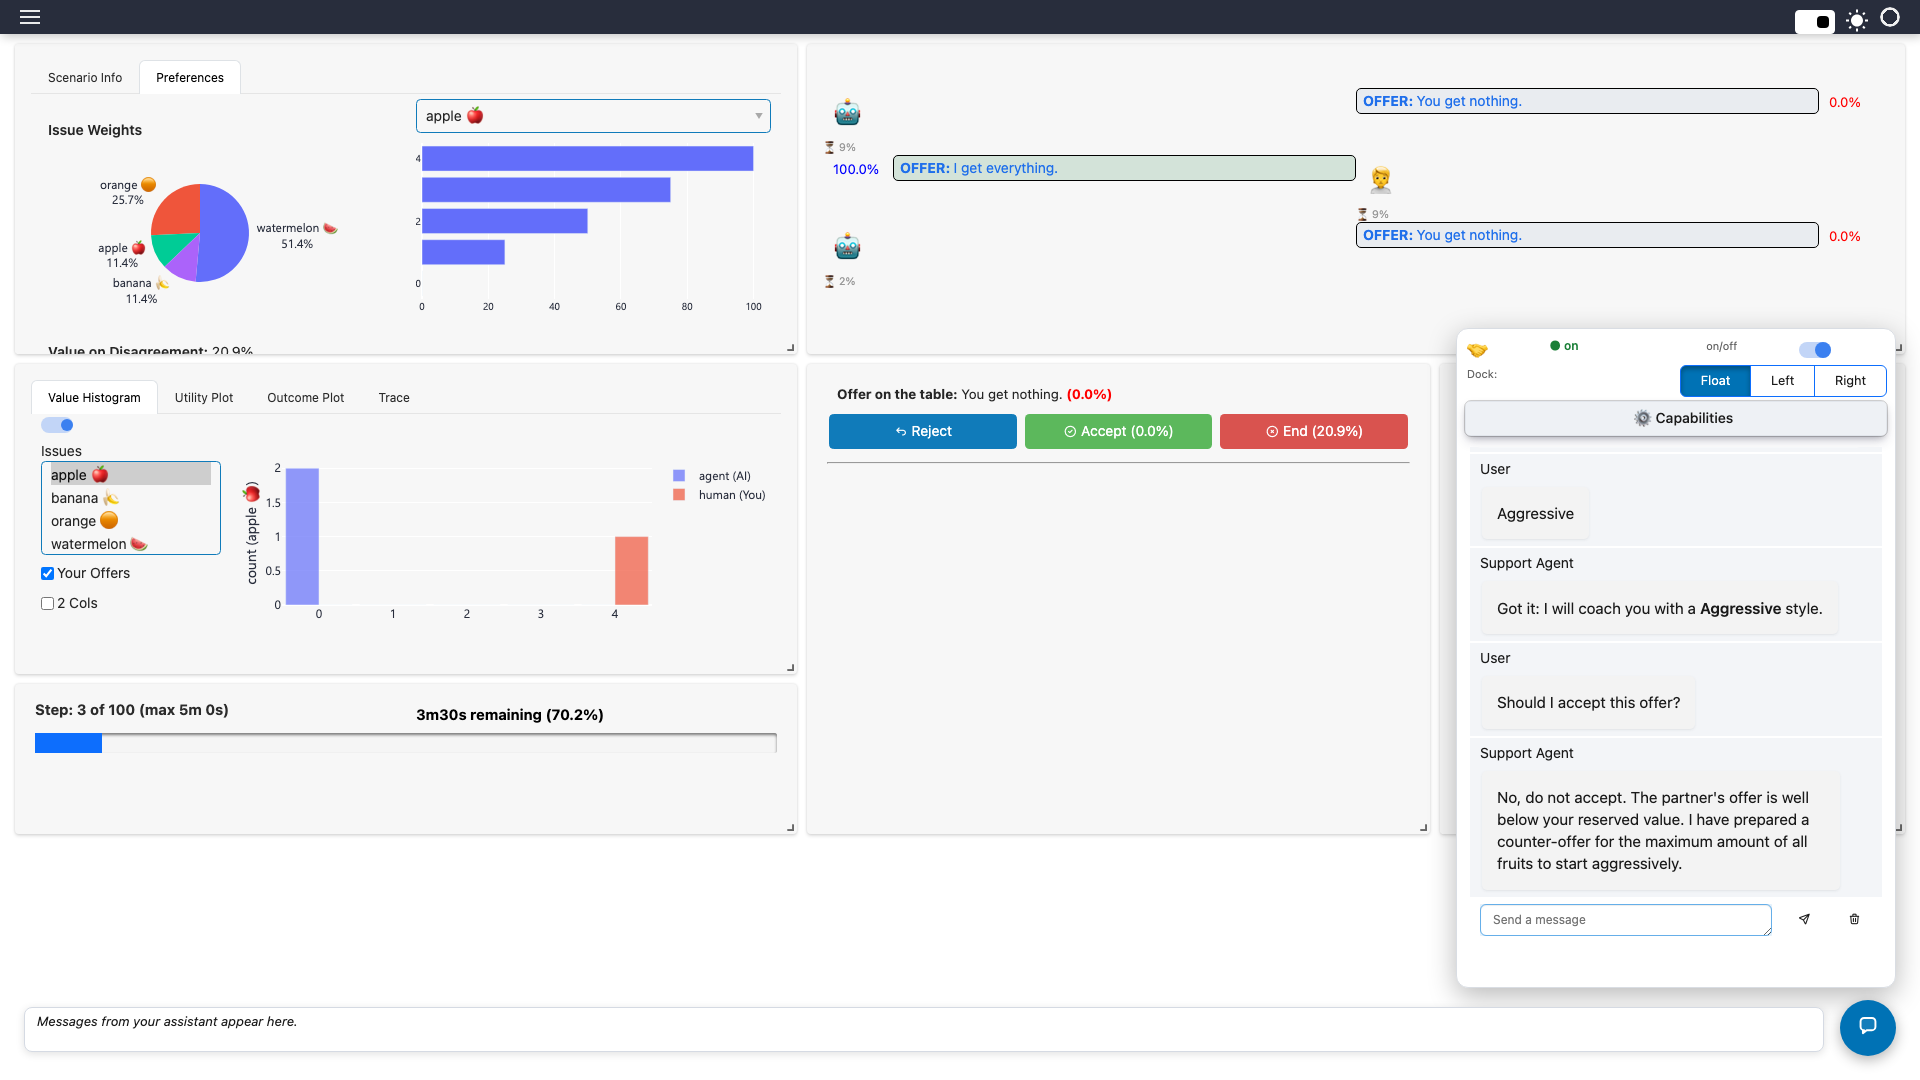 Scenario Info
Preferences
Issue Weights
apple
orange
25.7%
watermelon
51.4%
apple
11.4%
banana
11.4%
4
2
0
0
20
40
60
80
100
Value on Disagreement: 20.9%
OFFER: You get nothing.
0.0%
9%
100.0%
OFFER: I get everything.
9%
OFFER: You get nothing.
0.0%
2%
Value Histogram
Utility Plot
Outcome Plot
Trace
Issues
apple
banana
orange
watermelon
Your Offers
2 Cols
count (apple )
2
1.5
1
0.5
0
0
1
2
3
4
agent (AI)
human (You)
Step: 3 of 100 (max 5m 0s)
3m30s remaining (70.2%)
Offer on the table: You get nothing. (0.0%)
Reject
Accept (0.0%)
End (20.9%)
on
on/off
Dock:
Float
Left
Right
Capabilities
User
Aggressive
Support Agent
Got it: I will coach you with a Aggressive style.
User
Should I accept this offer?
Support Agent
No, do not accept. The partner's offer is well
below your reserved value. I have prepared a
counter-offer for the maximum amount of all
fruits to start aggressively.
Send a message
Messages from your assistant appear here.